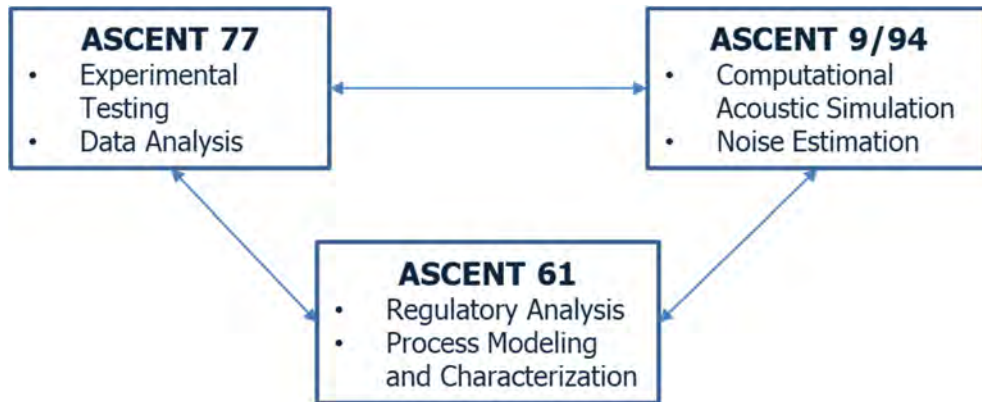 ASCENT 77
• Experimental
Testing
• Data Analysis
ASCENT 9/94
• Computational
Acoustic Simulation
• Noise Estimation
ASCENT 61
• Regulatory Analysis
• Process Modeling
and Characterization